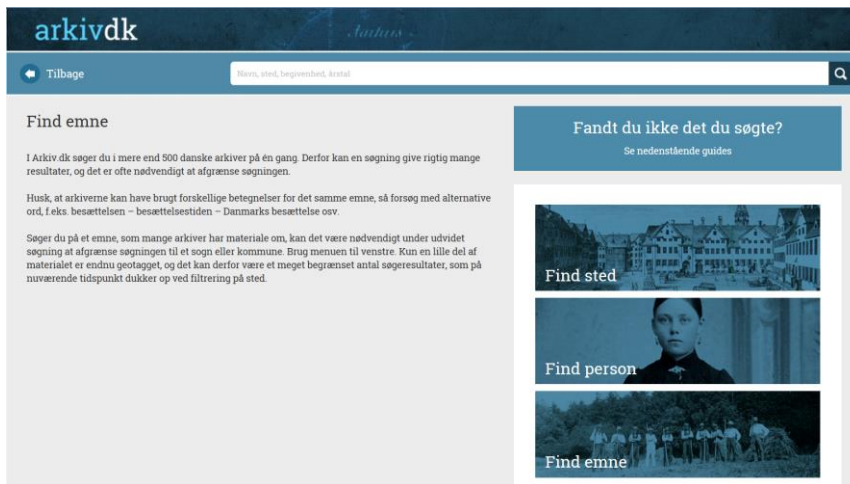 arkivdk
Tilbage
Navn, sted, begivenhed, årstal
Find emne
I Arkiv.dk søger du i mere end 500 danske arkiver på én gang. Derfor kan en søgning give rigtig mange
resultater, og det er ofte nødvendigt at afgrænse søgningen.
Husk, at arkiverne kan have brugt forskellige betegnelser for det samme emne, så forsøg med alternative
ord, f.eks. besættelsen – besættelsestiden – Danmarks besættelse osv.
Søger du på et emne, som mange arkiver har materiale om, kan det være nødvendigt under udvidet
søgning at afgrænse søgningen til et sogn eller kommune. Brug menuen til venstre. Kun en lille del af
materialet er endnu geotagget, og det kan derfor være et meget begrænset antal søgeresultater, som på
nuværende tidspunkt dukker op ved filtrering på sted.
Fandt du ikke det du søgte?
Se nedenstående guides
Find sted
Find person
Find emne